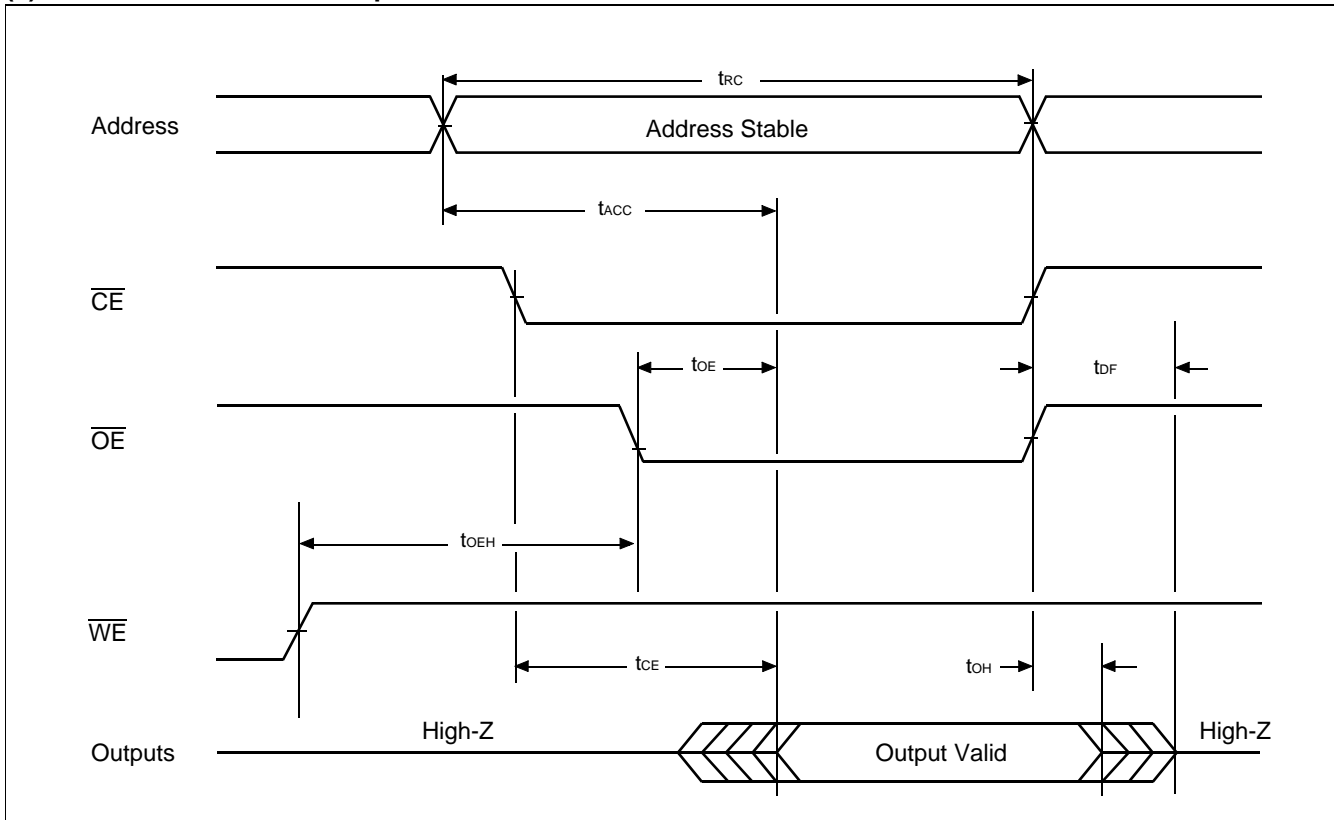 tRC
Address
Address Stable
tACC
CE
tOE
tDF
OE
tOEH
WE
tCE
tOH
High-Z
High-Z
Outputs
Output Valid